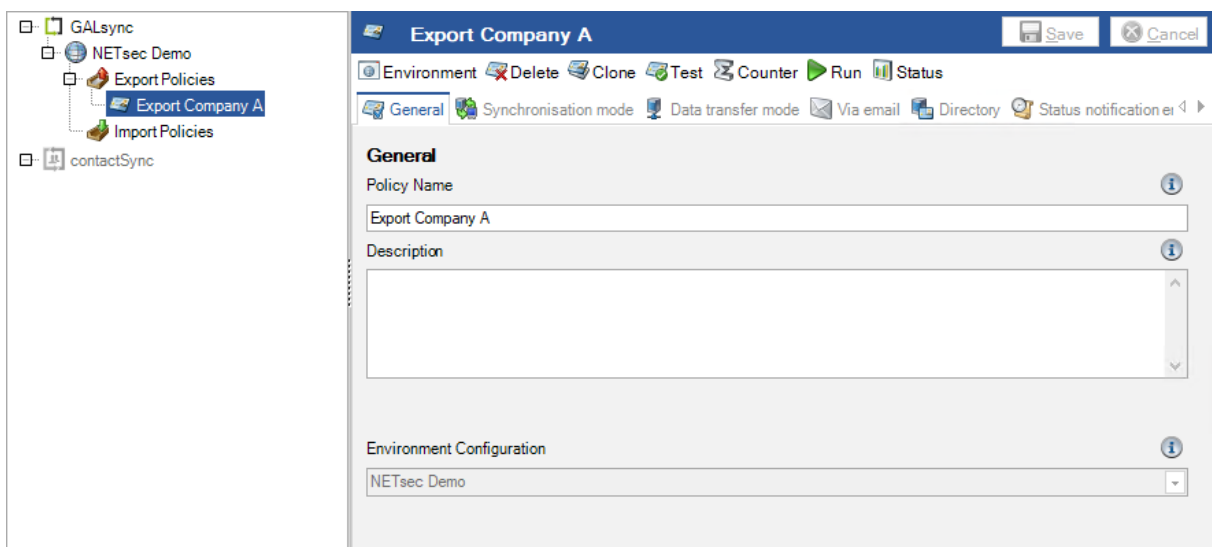 GALsync
NETsec Demo
Export Policies
Export Company A
Import Policies
contactSync
Export Company A
Save
Cancel
Environment Delete Clone Test Counter Run Status
General Synchronisation mode Data transfer mode Via email Directory Status notification
General
Policy Name
Export Company A
Description
Environment Configuration
NETsec Demo